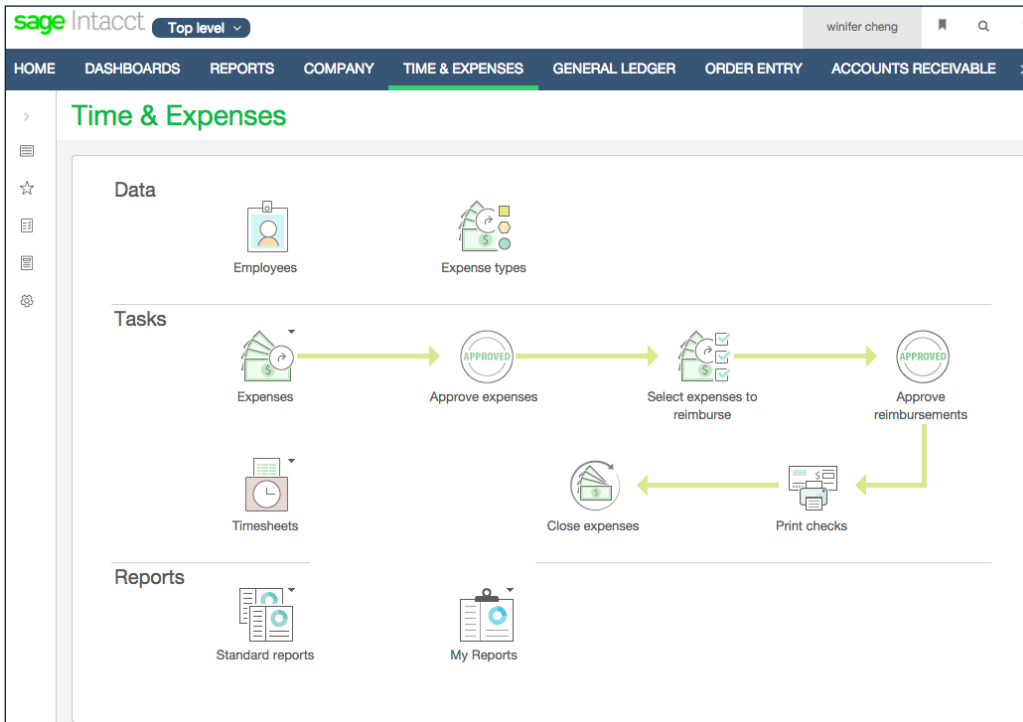 sage Intacct Top level winifer cheng
HOME DASHBOARDS REPORTS COMPANY TIME & EXPENSES GENERAL LEDGER ORDER ENTRY ACCOUNTS RECEIVABLE
Time & Expenses
Data
Employees Expense types
Tasks
APPROVED APPROVED
Expenses Approve expenses Select expenses to reimburse Approve reimbursements
Timesheets Close expenses Print checks
Reports
Standard reports My Reports